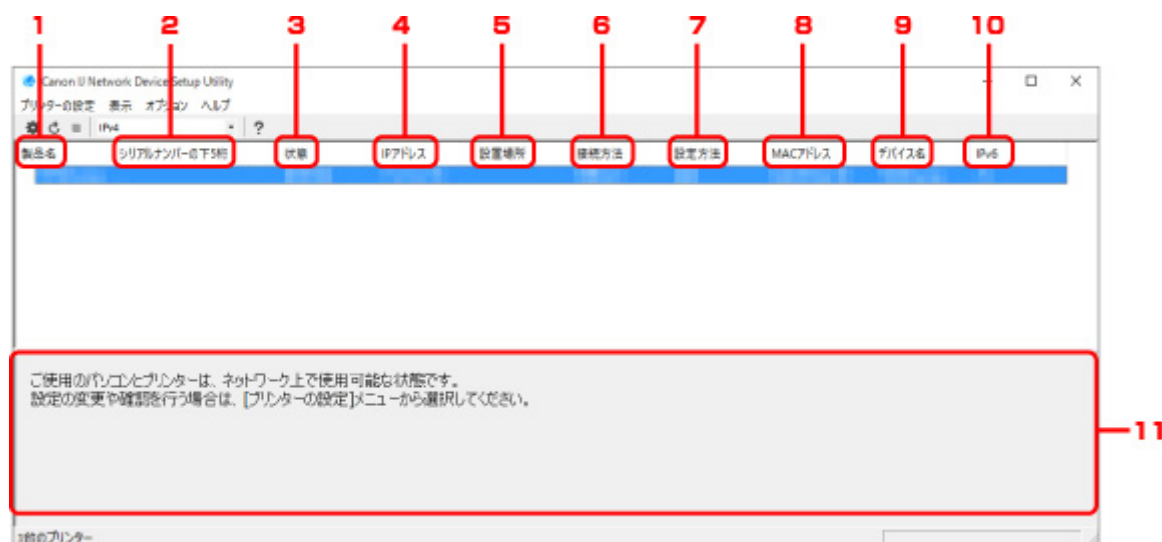 1 2 3 4 5 6 7 8 9 10
Canon IJ Network Device Setup Utility
プリンターの設定 表示 オプション ヘルプ
IPv4 ?
製品名 シリアルナンバーの下5桁 状態 IPアドレス 設置場所 接続方法 設定方法 MACアドレス デバイス名 IPv6
ご使用のパソコンとプリンターは、ネットワーク上で使用可能な状態です。
設定の変更や確認を行う場合は、[プリンターの設定]メニューから選択してください。
11
1台のプリンター